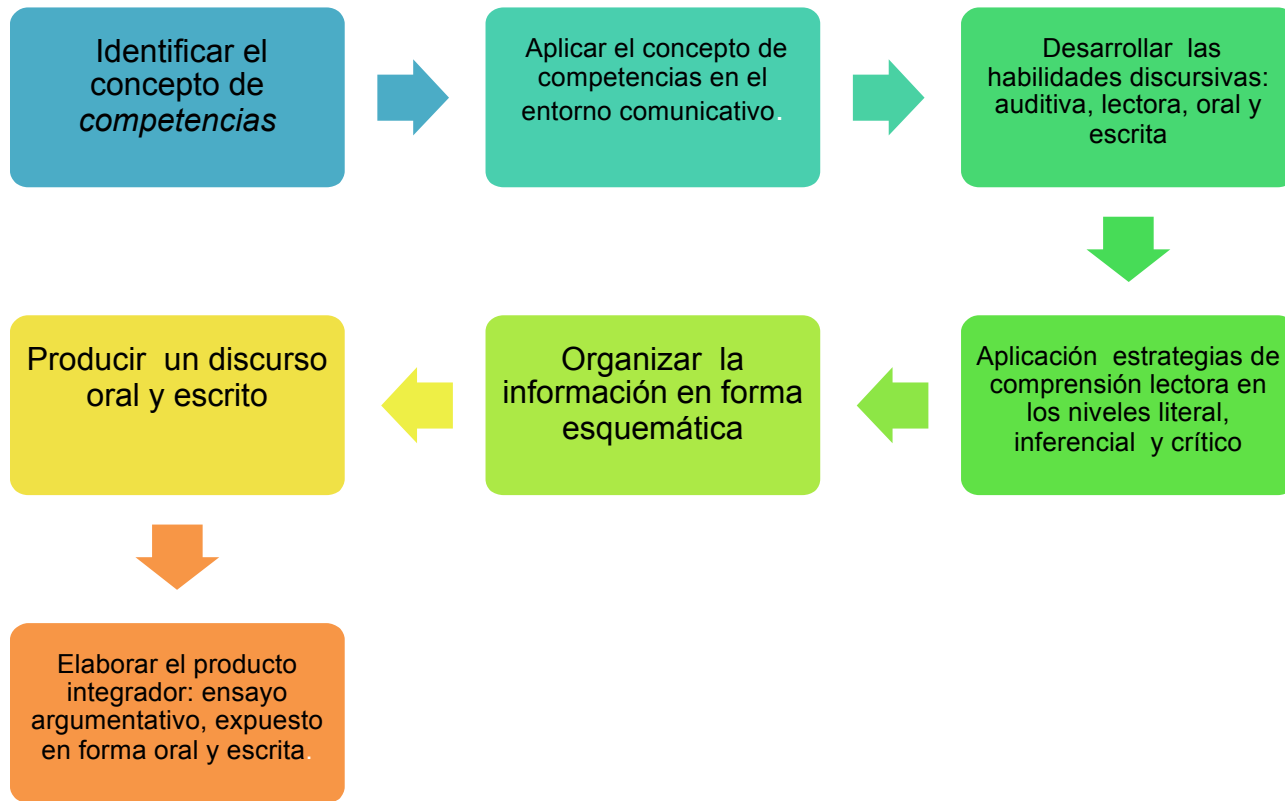 Identificar el
concepto de
competencias
Aplicar el concepto de
competencias en el
entorno comunicativo.
Desarrollar las
habilidades discursivas:
auditiva, lectora, oral y
escrita
Aplicación estrategias de
comprensión lectora en
los niveles literal,
inferencial y crítico
Organizar la
información en forma
esquemática
Producir un discurso
oral y escrito
Elaborar el producto
integrador: ensayo
argumentativo, expuesto
en forma oral y escrita.